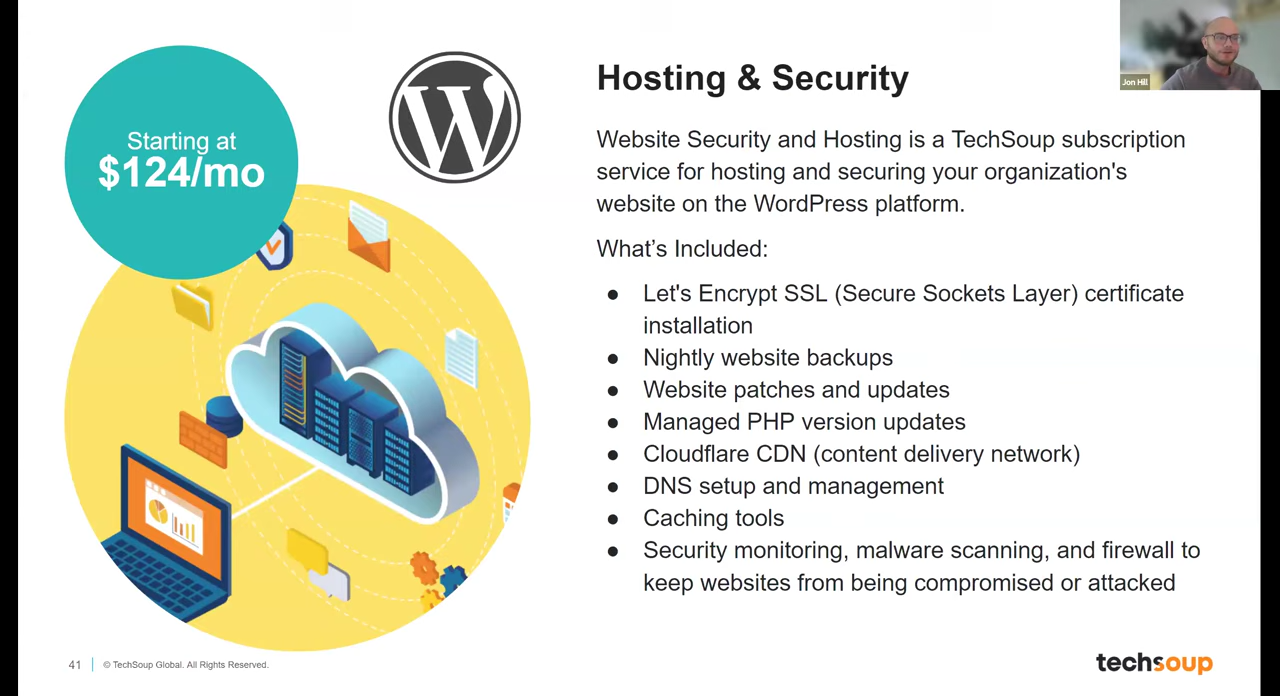 Starting at
$124/mo
Hosting & Security
Jon Hill
Website Security and Hosting is a TechSoup subscription
service for hosting and securing your organization's
website on the WordPress platform.
What’s Included:
● Let's Encrypt SSL (Secure Sockets Layer) certificate
installation
● Nightly website backups
● Website patches and updates
● Managed PHP version updates
● Cloudflare CDN (content delivery network)
● DNS setup and management
● Caching tools
● Security monitoring, malware scanning, and firewall to
keep websites from being compromised or attacked
41 © TechSoup Global. All Rights Reserved.
techsoup